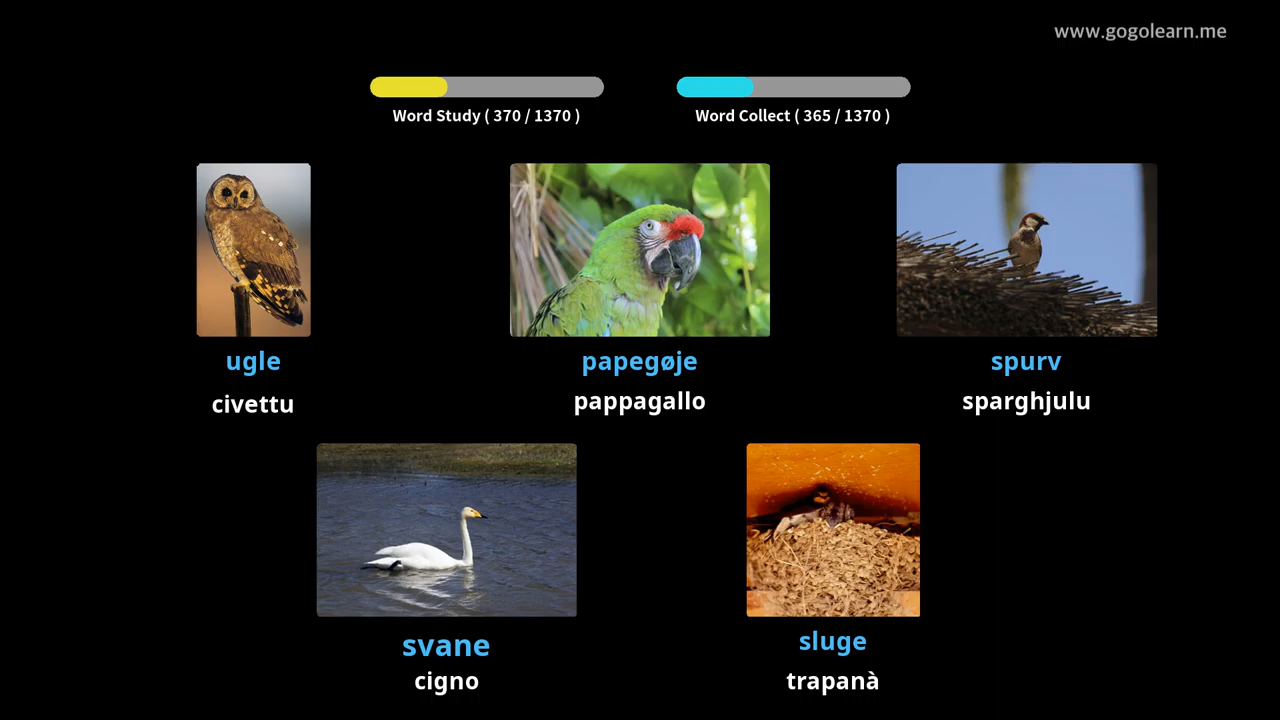 www.gogolearn.me
Word Study ( 370 / 1370 )
Word Collect ( 365 / 1370 )
ugle
papegøje
spurv
civettu
pappagallo
sparghjulu
svane
sluge
cigno
trapanà